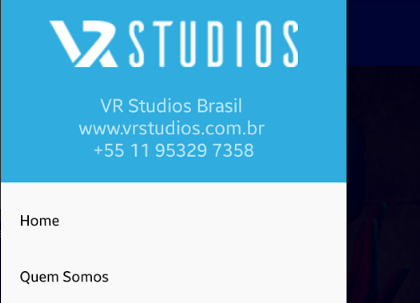 VR STUDIOS
VR Studios Brasil
www.vrstudios.com.br
+55 11 95329 7358
Home
Quem Somos